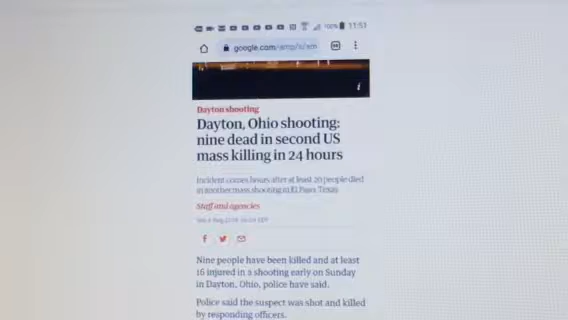 100% 11:53
google.com/amp/s/am
i
Dayton shooting
Dayton, Ohio shooting:
nine dead in second US
mass killing in 24 hours
Incident comes hours after at least 20 people died
in another mass shooting in El Paso, Texas
Staff and agencies
f
Nine people have been killed and at least
16 injured in a shooting early on Sunday
in Dayton, Ohio, police have said.
Police said the suspect was shot and killed
by responding officers.